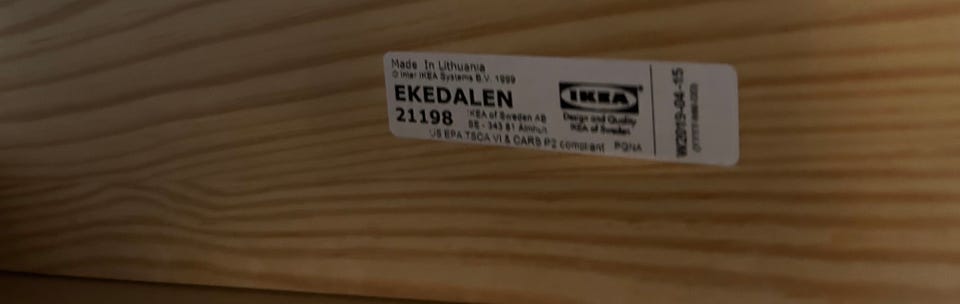 Made In Lithuania
© Inter IKEA Systems B.V. 1999
EKEDALEN
21198
IKEA of Sweden AB
SE - 343 81 Älmhult
US EPA TSCA VI & CARB P2 compliant PQNA
IKEA
Design and Quality
IKEA of Sweden
W2019-04-15